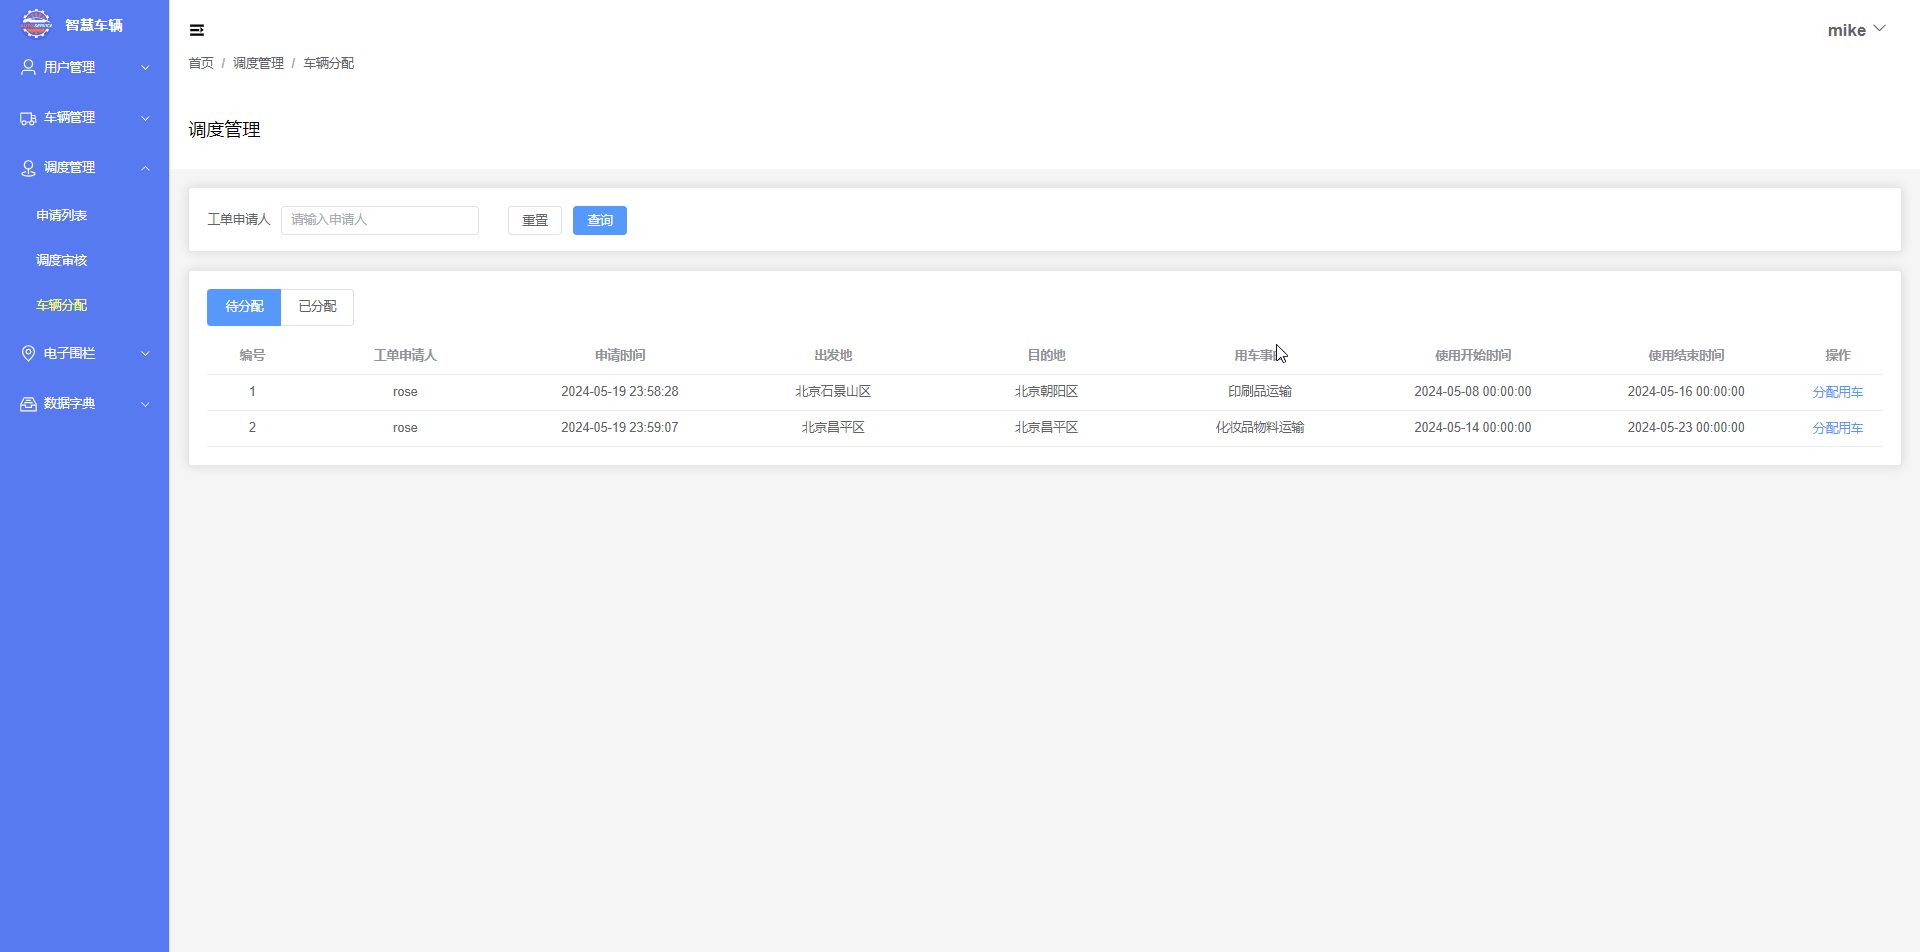 智慧车辆
用户管理
车辆管理
调度管理
申请列表
调度审核
车辆分配
电子围栏
数据字典
mike
首页 / 调度管理 / 车辆分配
调度管理
工单申请人 请输入申请人 重置 查询
待分配 已分配
编号 工单申请人 申请时间 出发地 目的地 用车事 使用开始时间 使用结束时间 操作
1 rose 2024-05-19 23:58:28 北京石景山区 北京朝阳区 印刷品运输 2024-05-08 00:00:00 2024-05-16 00:00:00 分配用车
2 rose 2024-05-19 23:59:07 北京昌平区 北京昌平区 化妆品物料运输 2024-05-14 00:00:00 2024-05-23 00:00:00 分配用车